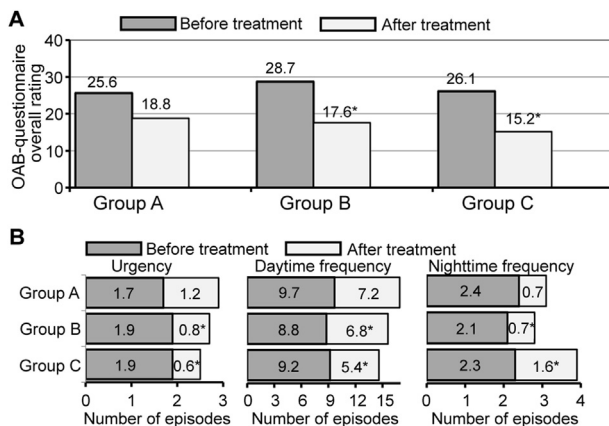 A
Before treatment After treatment
OAB-questionnaire
overall rating
40
30
20
10
0
25.6 18.8
28.7 17.6*
26.1 15.2*
Group A Group B Group C
B
Before treatment After treatment
Urgency Daytime frequency Nighttime frequency
Group A 1.7 1.2 9.7 7.2 2.4 0.7
Group B 1.9 0.8* 8.8 6.8* 2.1 0.7*
Group C 1.9 0.6* 9.2 5.4* 2.3 1.6*
0 1 2 3 0 3 6 9 12 15 0 1 2 3 4
Number of episodes Number of episodes Number of episodes